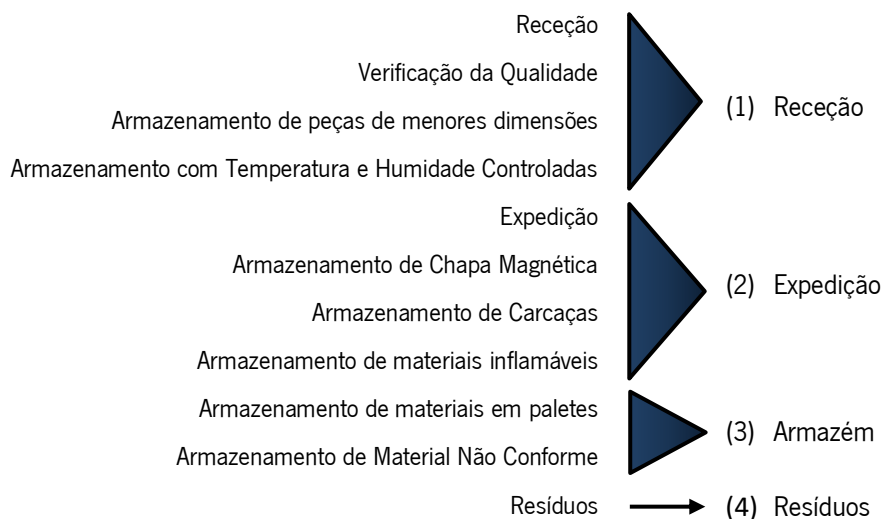 Receção
Verificação da Qualidade
Armazenamento de peças de menores dimensões
Armazenamento com Temperatura e Humidade Controladas
(1) Receção
Expedição
Armazenamento de Chapa Magnética
Armazenamento de Carcaças
Armazenamento de materiais inflamáveis
(2) Expedição
Armazenamento de materiais em paletes
Armazenamento de Material Não Conforme
(3) Armazém
Resíduos
(4) Resíduos